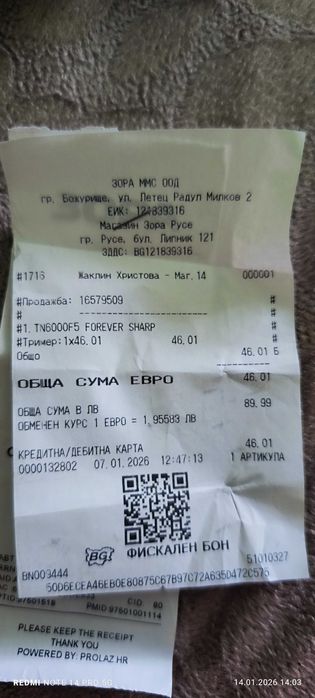 ЗОРА ММС ООД
гр. Божурище, ул. Летец Радул Милков 2
ЕИК: 121839316
Магазин Зора Русе
гр. Русе, бул. Липник 121
ЗДДС: BG121839316
#1716 Жаклин Христова - Маг.14 000001
#Продажба: 16579509 #
# ------------------------ #
#1. TN6000F5 FOREVER SHARP #
#Тример:1x46.01 46.01 #
Общо 46.01 Б
ОБЩА СУМА ЕВРО 46.01
ОБЩА СУМА В ЛВ 89.99
ОБМЕНЕН КУРС 1 ЕВРО = 1,95583 ЛВ
КРЕДИТНА/ДЕБИТНА КАРТА 46.01
0000132802 07.01.2026 12:47:13 1 АРТИКУЛА
BG
ФИСКАЛЕН БОН
BN003444 51010327
CID: 80
PMID:97601001114
PLEASE KEEP THE RECEIPT
THANK YOU
POWERED BY: PROLAZ HR
REDMI NOTE 14 PRO 5G 14.01.2026 14:03